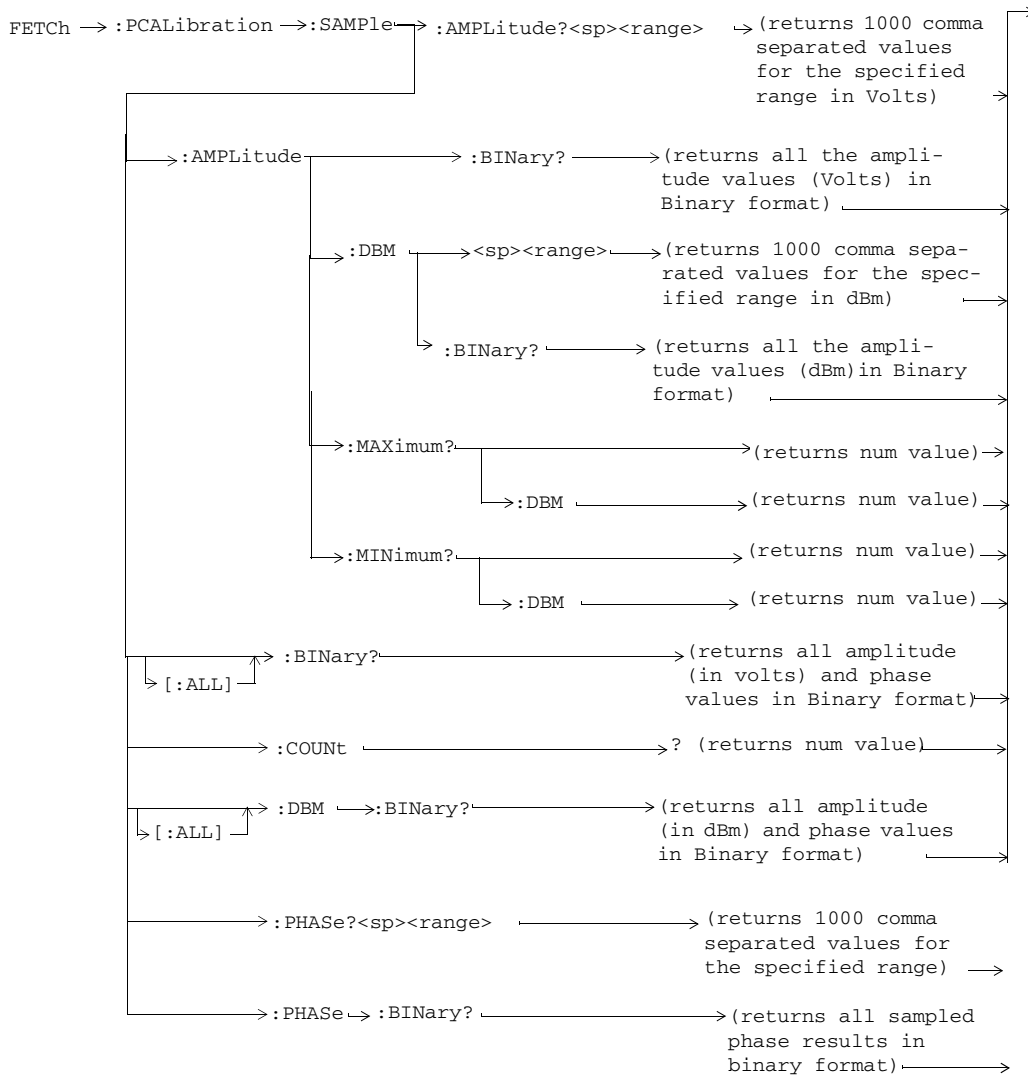 FETCh :PCALibration :SAMPle :AMPLitude?<sp><range> (returns 1000 comma
separated values
for the specified
range in Volts)
:AMPLitude :BINary? (returns all the ampli-
tude values (Volts) in
Binary format)
:DBM <sp><range> (returns 1000 comma sepa-
rated values for the spec-
ified range in dBm)
:BINary? (returns all the ampli-
tude values (dBm)in Binary
format)
:MAXimum? (returns num value)
:DBM (returns num value)
:MINimum? (returns num value)
:DBM (returns num value)
:BINary? (returns all amplitude
[:ALL] (in volts) and phase
values in Binary format)
:COUNt ? (returns num value)
:DBM :BINary? (returns all amplitude
[:ALL] (in dBm) and phase values
in Binary format)
:PHASe?<sp><range> (returns 1000 comma
separated values for
the specified range)
:PHASe :BINary? (returns all sampled
phase results in
binary format)